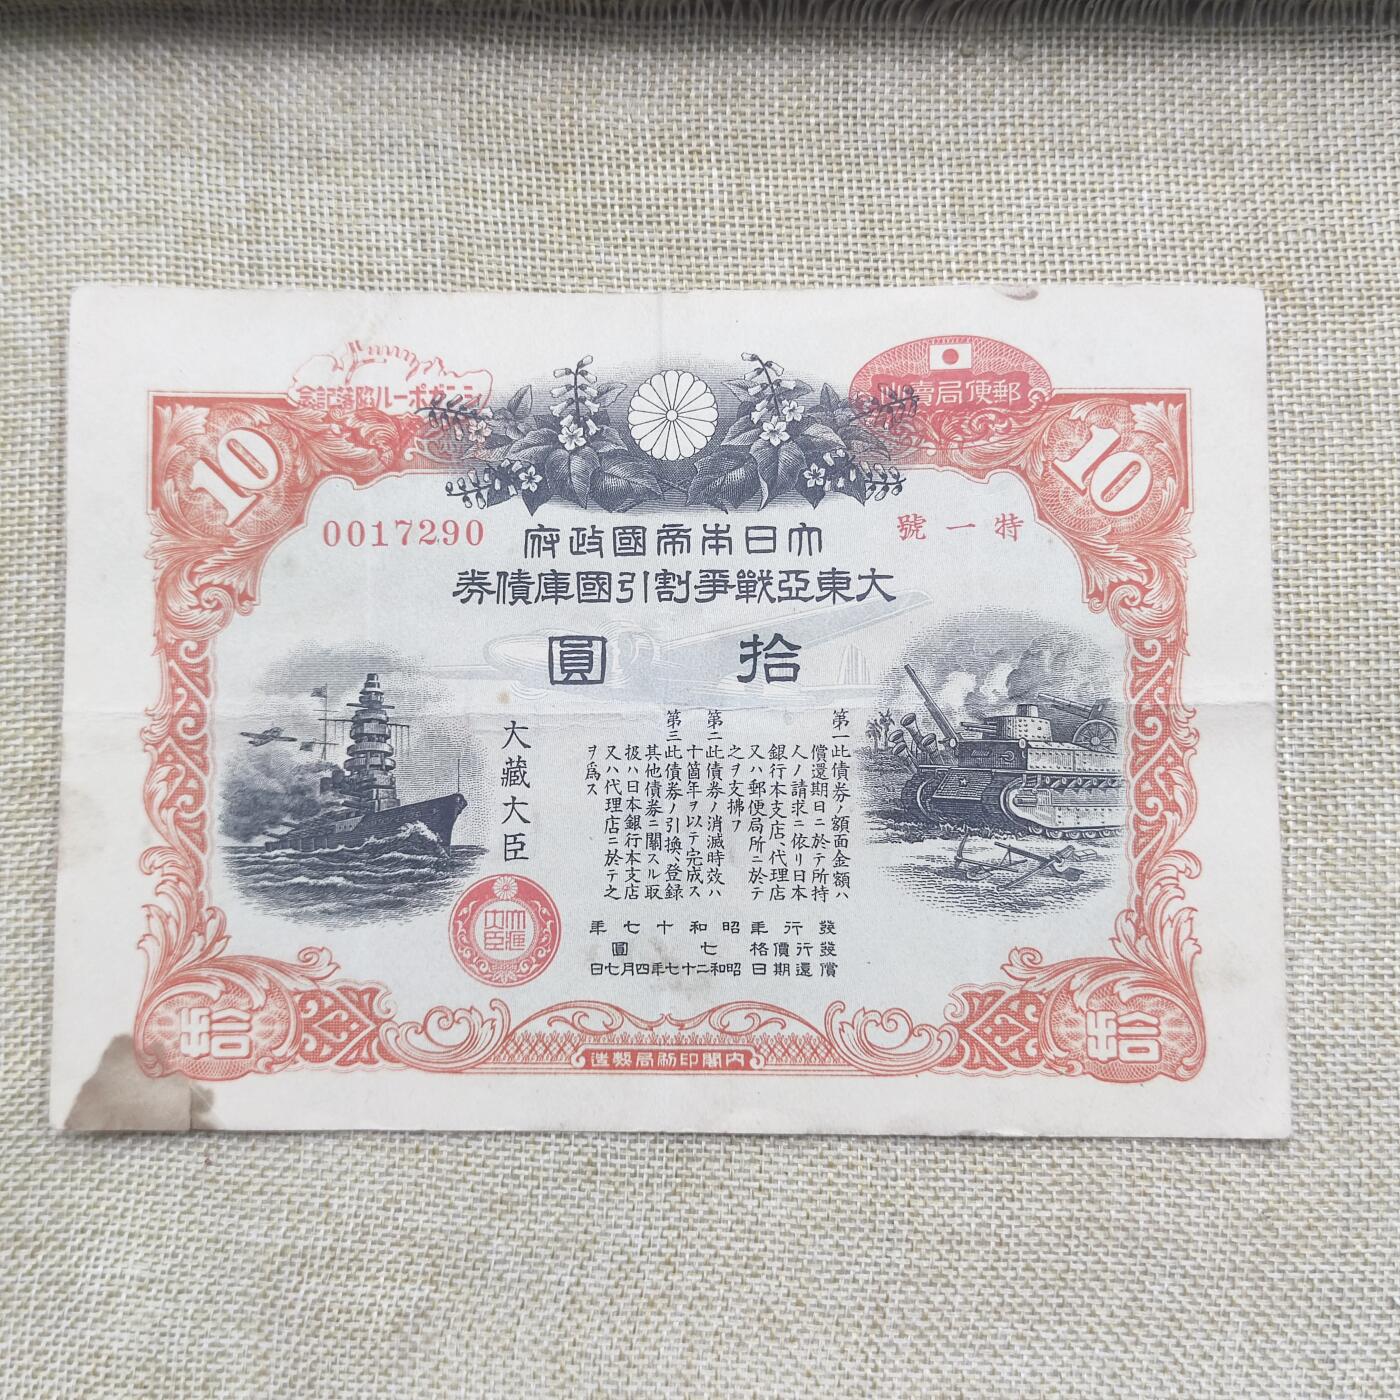 シンガポール陷落記念
郵便局賣出
10
10
0017290
特一號
大日本帝國政府
大東亞戰爭割引國庫債券
拾圓
第一此債券ノ額面金額ハ
償還期日ニ於テ所持
人ノ請求ニ依リ日本
銀行本支店、代理店
又ハ郵便局所ニ於テ
之ヲ支拂フ
第二此債券ノ消滅時效ハ
十箇年ヲ以テ完成ス
第三此債券ノ引換、登錄
其他債券ニ關スル取
扱ハ日本銀行本支店
又ハ代理店ニ於テ之
ヲ爲ス
大藏大臣
大藏大臣
發行年昭和十七年
發行價格七圓
償還期日昭和二十七年四月七日
拾
拾
內閣印刷局製造